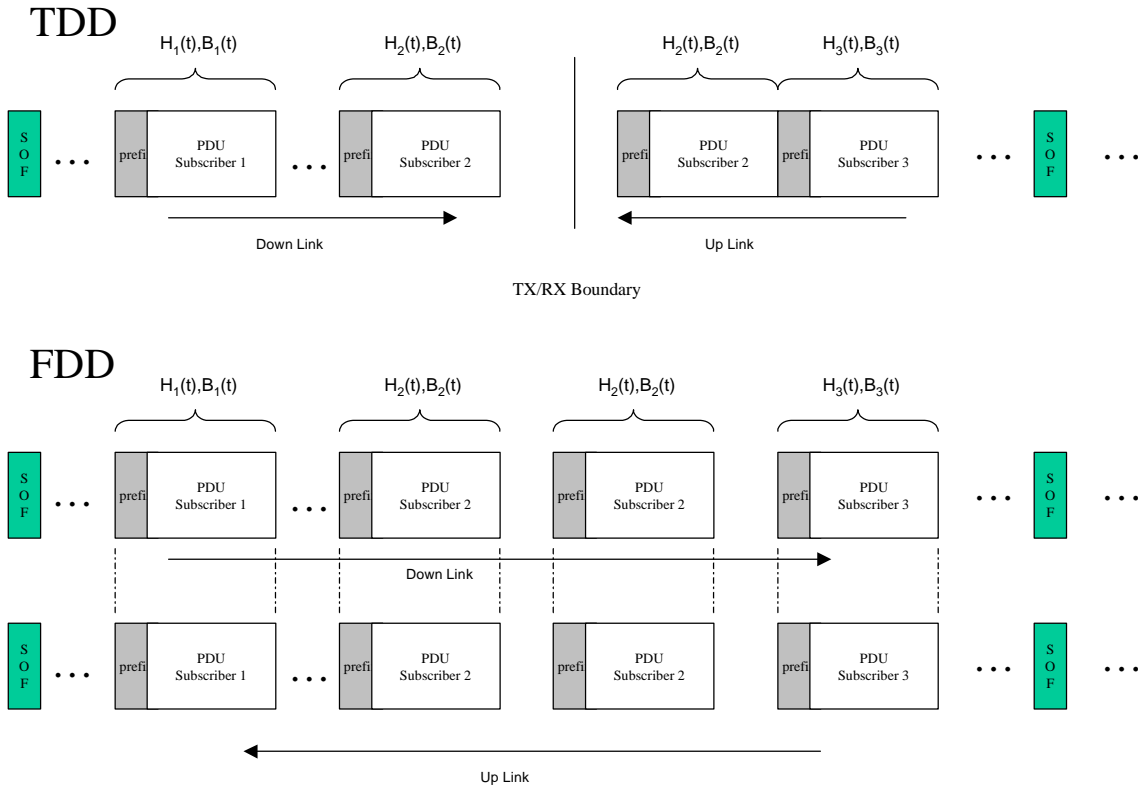 TDD
H1(t),B1(t)
H2(t),B2(t)
H2(t),B2(t)
H3(t),B3(t)
S
O
F
...
prefi
PDU
Subscriber 1
...
prefi
PDU
Subscriber 2
prefi
PDU
Subscriber 2
prefi
PDU
Subscriber 3
...
S
O
F
...
Down Link
Up Link
TX/RX Boundary
FDD
H1(t),B1(t)
H2(t),B2(t)
H2(t),B2(t)
H3(t),B3(t)
S
O
F
...
prefi
PDU
Subscriber 1
...
prefi
PDU
Subscriber 2
prefi
PDU
Subscriber 2
prefi
PDU
Subscriber 3
...
S
O
F
...
Down Link
S
O
F
...
prefi
PDU
Subscriber 1
...
prefi
PDU
Subscriber 2
prefi
PDU
Subscriber 2
prefi
PDU
Subscriber 3
...
S
O
F
...
Up Link